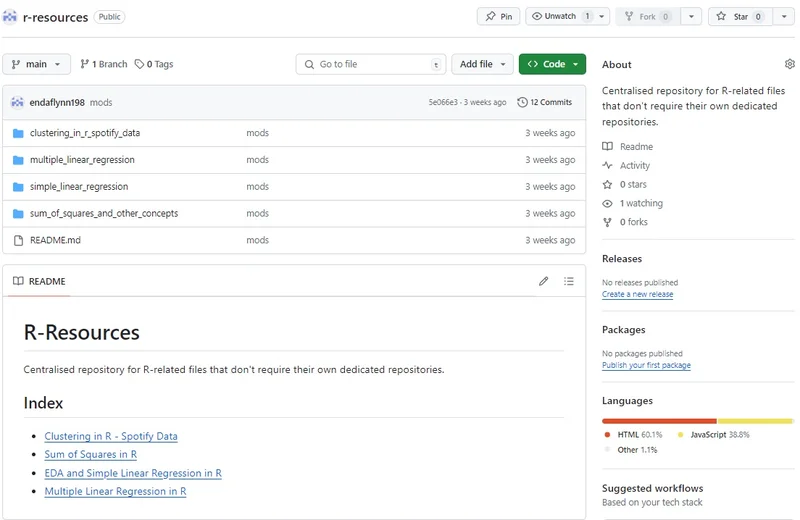 r-resources Public
Pin Unwatch 1 Fork 0 Star 0
main 1 Branch 0 Tags Go to file t Add file Code
endaflynn198 mods 5e066e3 · 3 weeks ago 12 Commits
clustering_in_r_spotify_data mods 3 weeks ago
multiple_linear_regression mods 3 weeks ago
simple_linear_regression mods 3 weeks ago
sum_of_squares_and_other_concepts mods 3 weeks ago
README.md mods 3 weeks ago
README
R-Resources
Centralised repository for R-related files that don't require their own dedicated repositories.
Index
Clustering in R - Spotify Data
Sum of Squares in R
EDA and Simple Linear Regression in R
Multiple Linear Regression in R
About
Centralised repository for R-related files
that don't require their own dedicated
repositories.
Readme
Activity
0 stars
1 watching
0 forks
Releases
No releases published
Create a new release
Packages
No packages published
Publish your first package
Languages
HTML 60.1% JavaScript 38.8%
Other 1.1%
Suggested workflows
Based on your tech stack